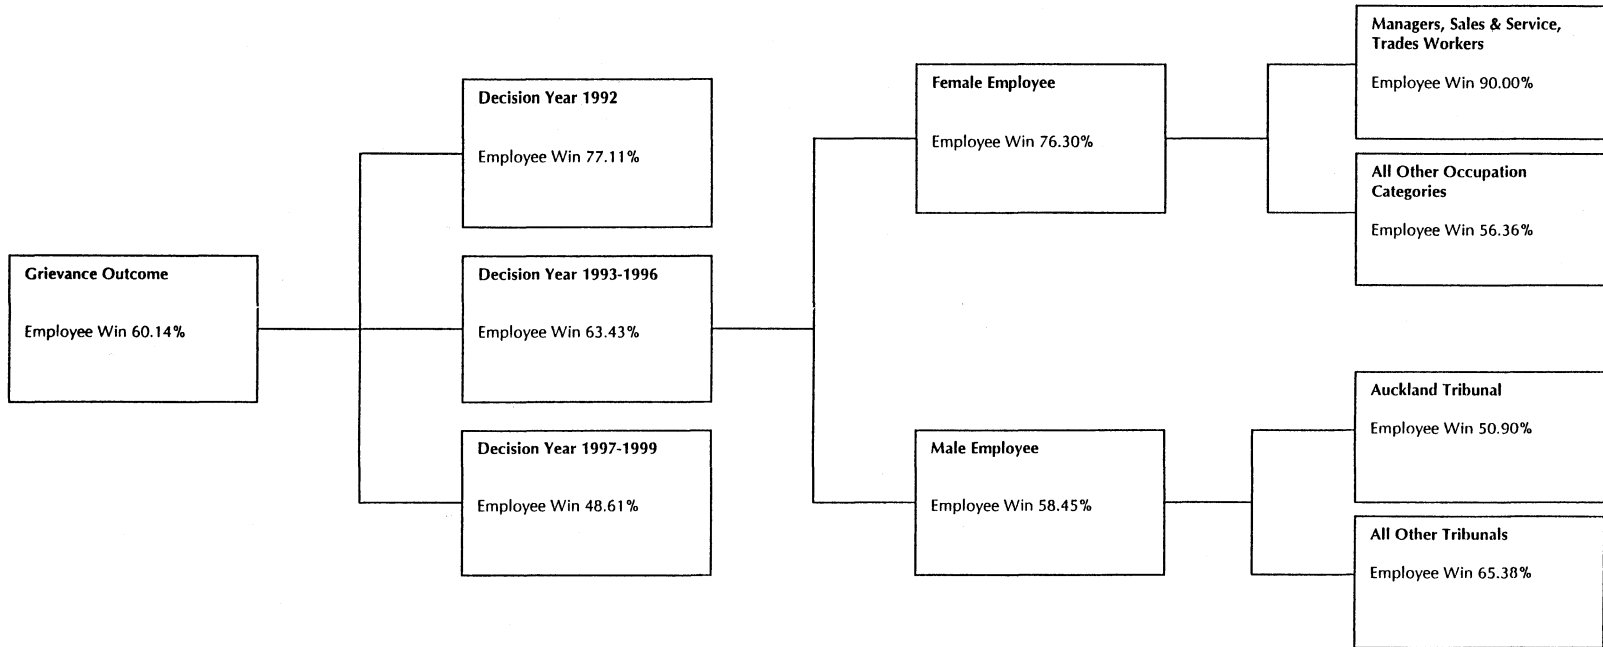 Grievance Outcome
Employee Win 60.14%
Decision Year 1992
Employee Win 77.11%
Decision Year 1993-1996
Employee Win 63.43%
Decision Year 1997-1999
Employee Win 48.61%
Female Employee
Employee Win 76.30%
Male Employee
Employee Win 58.45%
Managers, Sales & Service,
Trades Workers
Employee Win 90.00%
All Other Occupation
Categories
Employee Win 56.36%
Auckland Tribunal
Employee Win 50.90%
All Other Tribunals
Employee Win 65.38%